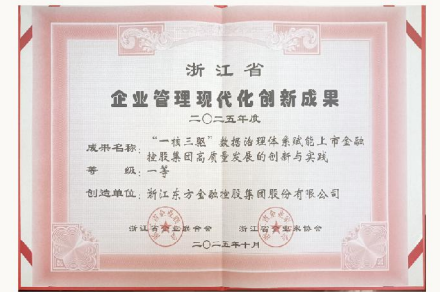 浙江省
企业管理现代化创新成果
二〇二五年度
成果名称：“一核三驱”数据治理体系赋能上市金融
控股集团高质量发展的创新与实践
等　级：一等
创造单位：浙江东方金融控股集团股份有限公司
浙江省企业联合会　浙江省企业家协会
二〇二五年十月